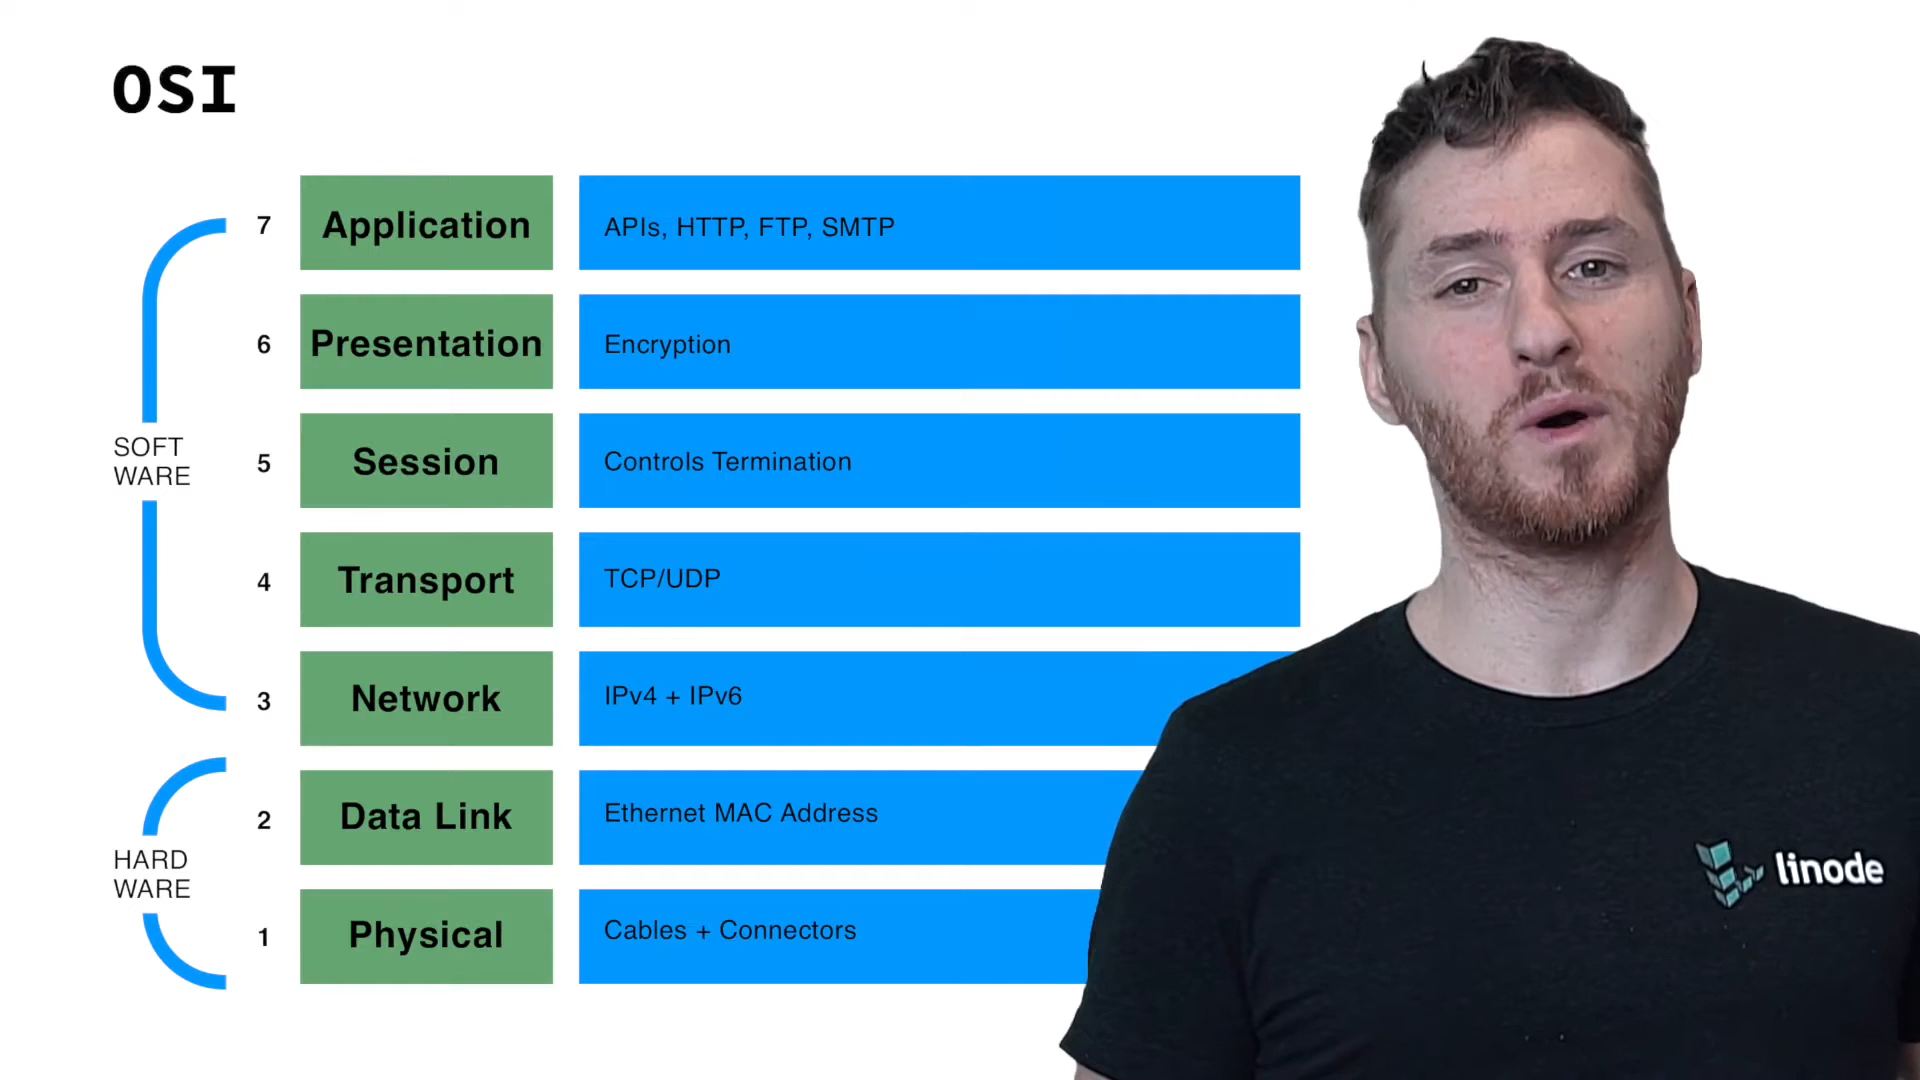 OSI
7 Application APIs, HTTP, FTP, SMTP
6 Presentation Encryption
5 Session Controls Termination
SOFT
WARE
4 Transport TCP/UDP
3 Network IPv4 + IPv6
2 Data Link Ethernet MAC Address
HARD
WARE
1 Physical Cables + Connectors
linode